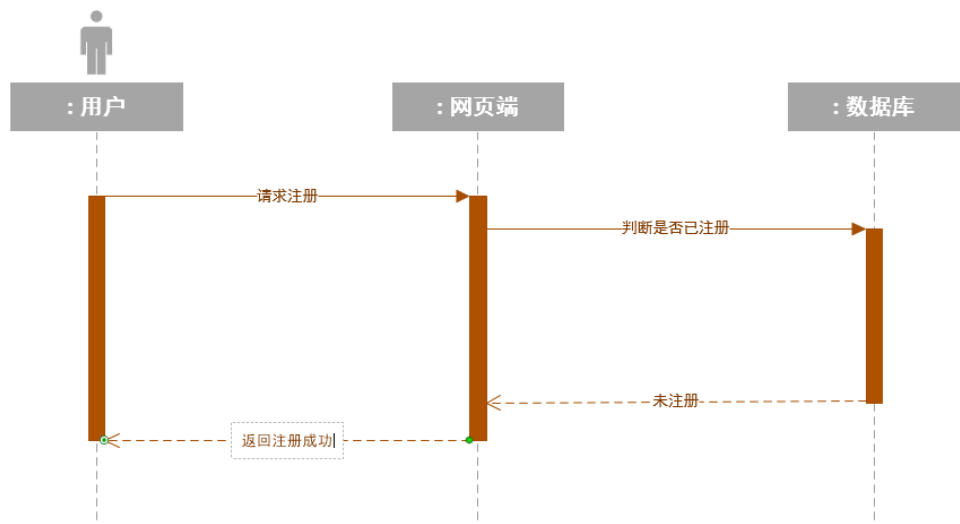 : 用户
: 网页端
: 数据库
请求注册
判断是否已注册
未注册
返回注册成功